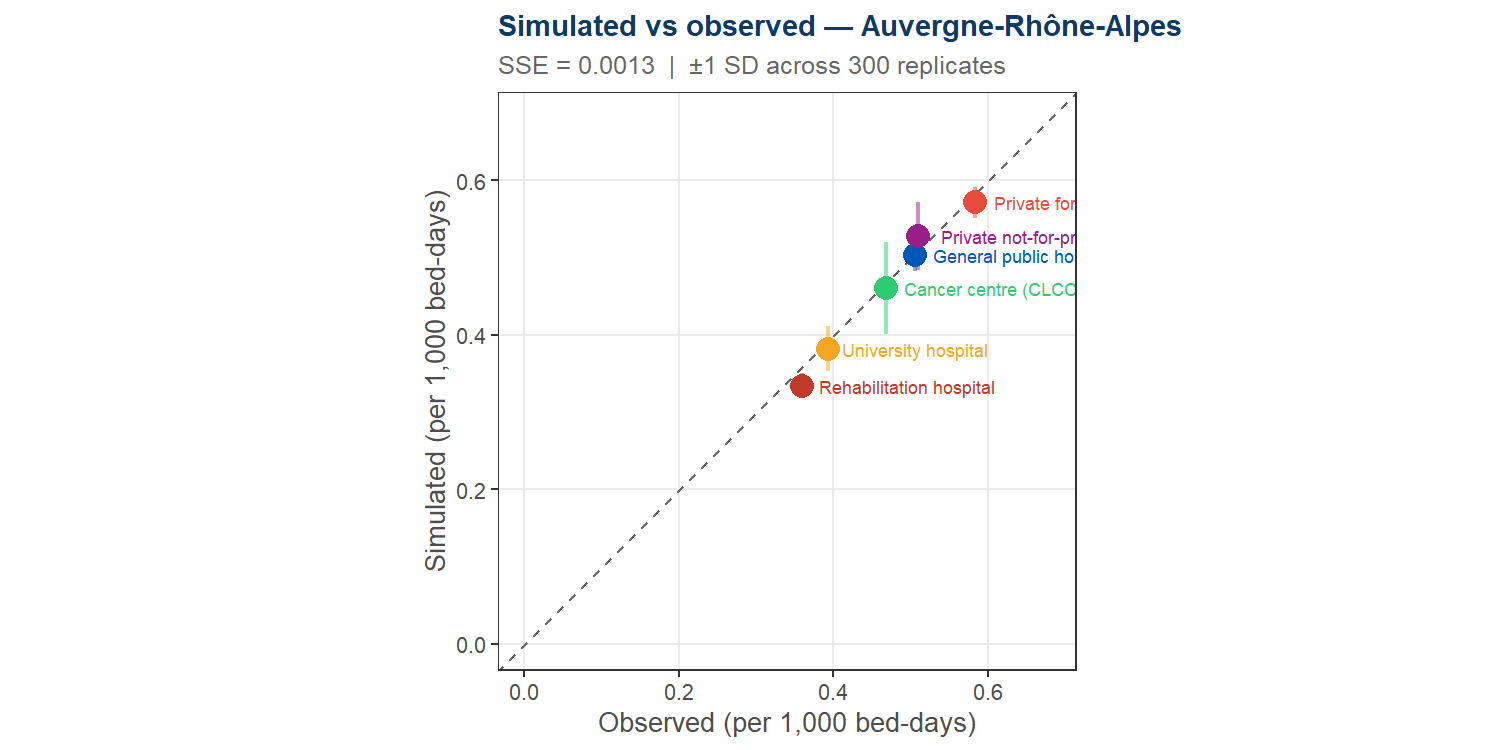 Simulated vs observed — Auvergne-Rhône-Alpes
SSE = 0.0013 | ±1 SD across 300 replicates
Simulated (per 1,000 bed-days)
0.6
0.4
0.2
0.0
Private for
Private not-for-pr
General public ho
Cancer centre (CLCC
University hospital
Rehabilitation hospital
0.0 0.2 0.4 0.6
Observed (per 1,000 bed-days)